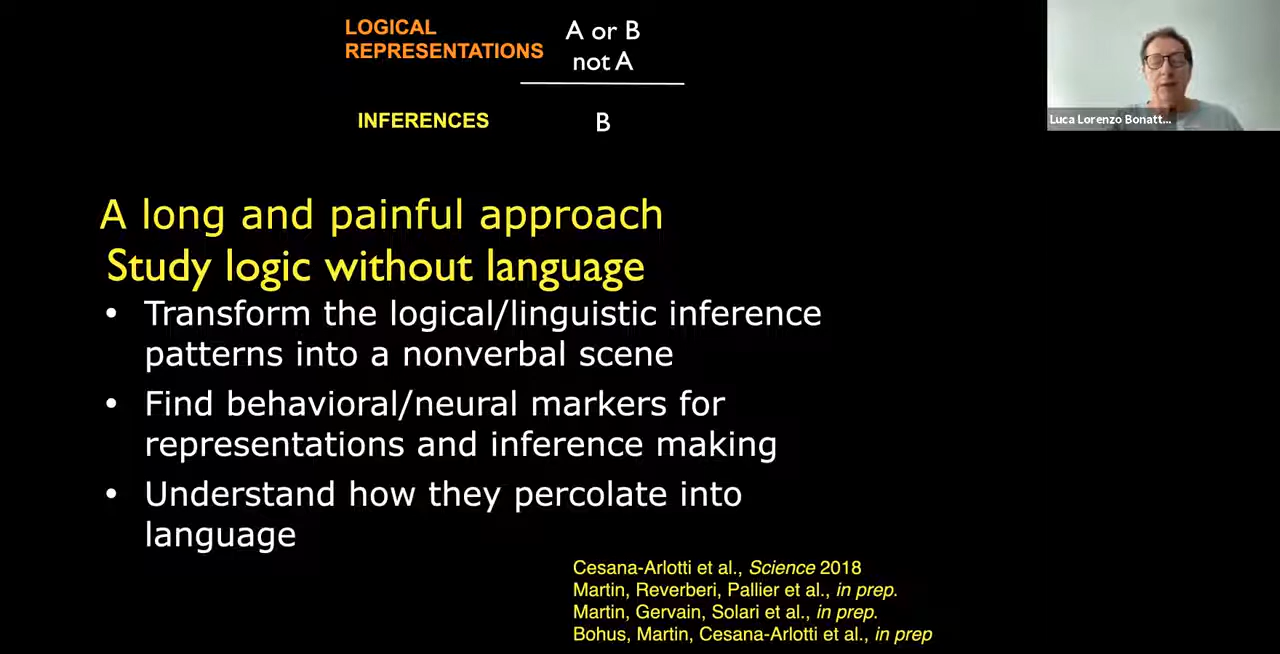 LOGICAL
REPRESENTATIONS
A or B
not A
INFERENCES
B
Luca Lorenzo Bonatt...
A long and painful approach
Study logic without language
• Transform the logical/linguistic inference
patterns into a nonverbal scene
• Find behavioral/neural markers for
representations and inference making
• Understand how they percolate into
language
Cesana-Arlotti et al., Science 2018
Martin, Reverberi, Pallier et al., in prep.
Martin, Gervain, Solari et al., in prep.
Bohus, Martin, Cesana-Arlotti et al., in prep